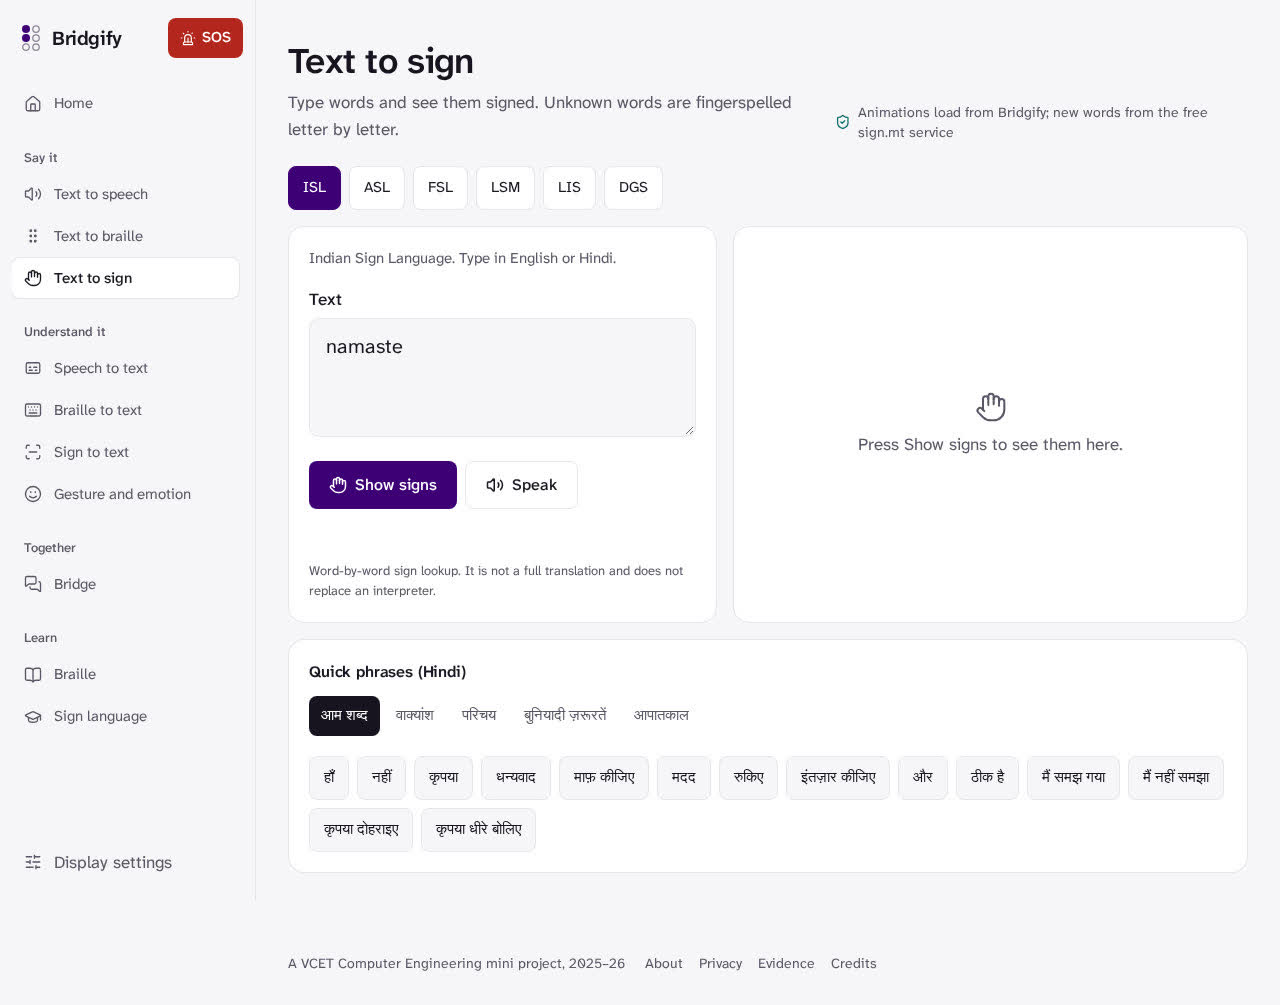 Bridgify
SOS
Home
Say it
Text to speech
Text to braille
Text to sign
Understand it
Speech to text
Braille to text
Sign to text
Gesture and emotion
Together
Bridge
Learn
Braille
Sign language
Display settings
Text to sign
Type words and see them signed. Unknown words are fingerspelled
letter by letter.
Animations load from Bridgify; new words from the free
sign.mt service
ISL ASL FSL LSM LIS DGS
Indian Sign Language. Type in English or Hindi.
Text
namaste
Show signs Speak
Word-by-word sign lookup. It is not a full translation and does not
replace an interpreter.
Press Show signs to see them here.
Quick phrases (Hindi)
आम शब्द वाक्यांश परिचय बुनियादी ज़रूरतें आपातकाल
हाँ नहीं कृपया धन्यवाद माफ़ कीजिए मदद रुकिए इंतज़ार कीजिए और ठीक है मैं समझ गया मैं नहीं समझा
कृपया दोहराइए कृपया धीरे बोलिए
A VCET Computer Engineering mini project, 2025–26 About Privacy Evidence Credits